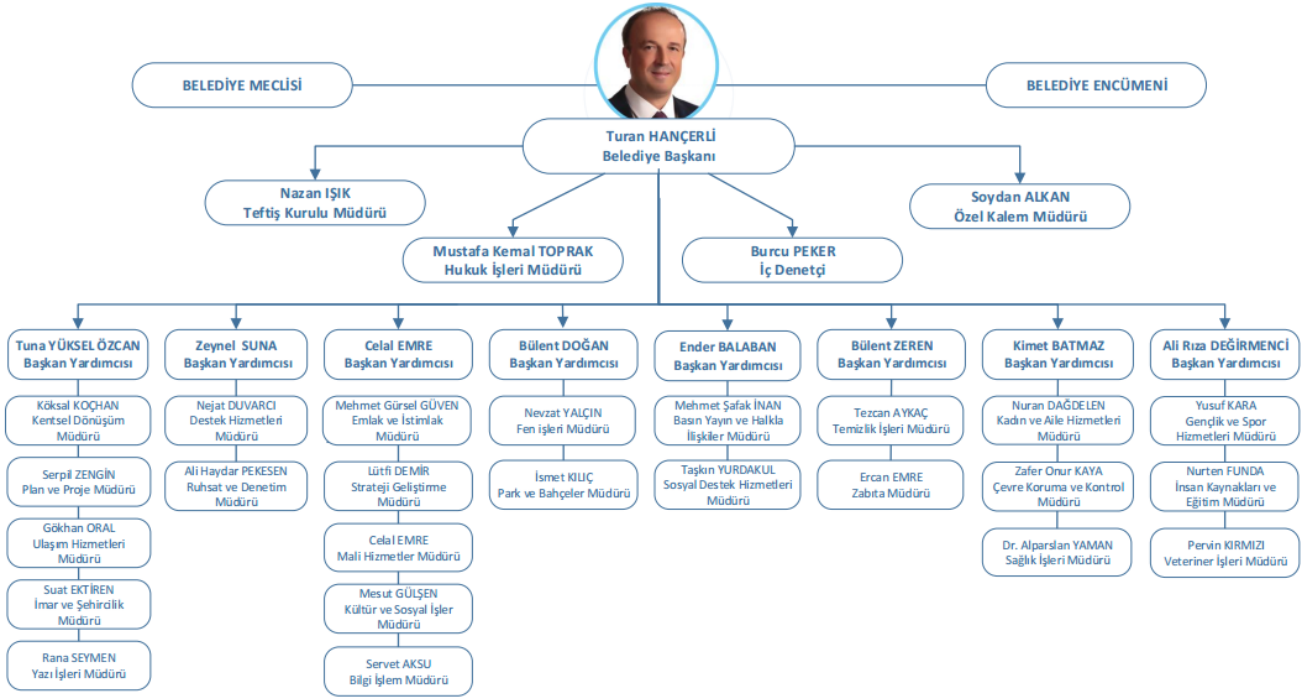 BELEDİYE MECLİSİ
BELEDİYE ENCÜMENİ
Turan HANÇERLİ
Belediye Başkanı
Nazan IŞIK
Teftiş Kurulu Müdürü
Soydan ALKAN
Özel Kalem Müdürü
Mustafa Kemal TOPRAK
Hukuk İşleri Müdürü
Burcu PEKER
İç Denetçi
Tuna YÜKSEL ÖZCAN
Başkan Yardımcısı
Köksal KOÇHAN
Kentsel Dönüşüm
Müdürü
Serpil ZENGİN
Plan ve Proje Müdürü
Gökhan ORAL
Ulaşım Hizmetleri
Müdürü
Suat EKTİREN
İmar ve Şehircilik
Müdürü
Rana SEYMEN
Yazı İşleri Müdürü
Zeynel SUNA
Başkan Yardımcısı
Nejat DUVARCI
Destek Hizmetleri
Müdürü
Ali Haydar PEKESEN
Ruhsat ve Denetim
Müdürü
Celal EMRE
Başkan Yardımcısı
Mehmet Gürsel GÜVEN
Emlak ve İstimlak
Müdürü
Lütfi DEMİR
Strateji Geliştirme
Müdürü
Celal EMRE
Mali Hizmetler Müdürü
Mesut GÜLŞEN
Kültür ve Sosyal İşler
Müdürü
Servet AKSU
Bilgi İşlem Müdürü
Bülent DOĞAN
Başkan Yardımcısı
Nevzat YALÇIN
Fen işleri Müdürü
İsmet KILIÇ
Park ve Bahçeler Müdürü
Ender BALABAN
Başkan Yardımcısı
Mehmet Şafak İNAN
Basın Yayın ve Halkla
İlişkiler Müdürü
Taşkın YURDAKUL
Sosyal Destek Hizmetleri
Müdürü
Bülent ZEREN
Başkan Yardımcısı
Tezcan AYKAÇ
Temizlik İşleri Müdürü
Ercan EMRE
Zabıta Müdürü
Kimet BATMAZ
Başkan Yardımcısı
Nuran DAĞDELEN
Kadın ve Aile Hizmetleri
Müdürü
Zafer Onur KAYA
Çevre Koruma ve Kontrol
Müdürü
Dr. Alparslan YAMAN
Sağlık İşleri Müdürü
Ali Rıza DEĞİRMENCİ
Başkan Yardımcısı
Yusuf KARA
Gençlik ve Spor
Hizmetleri Müdürü
Nurten FUNDA
İnsan Kaynakları ve
Eğitim Müdürü
Pervin KIRMIZI
Veteriner İşleri Müdürü